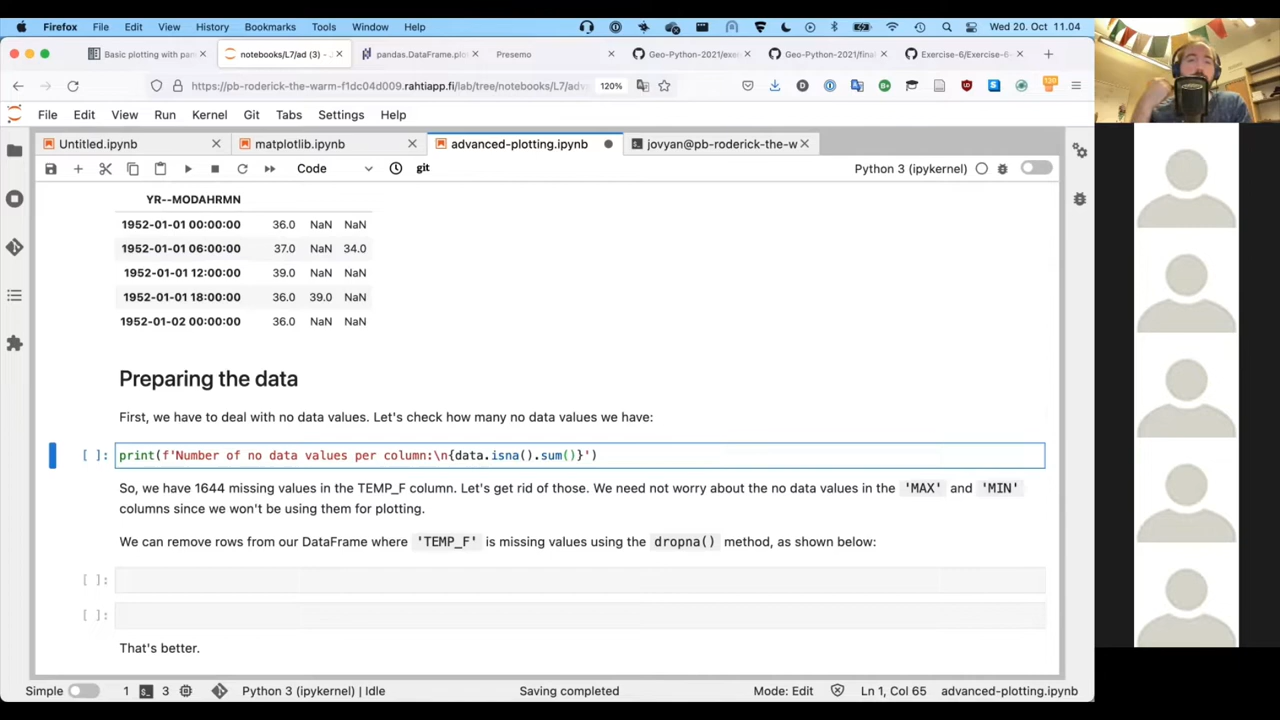 Firefox File Edit View History Bookmarks Tools Window Help Wed 20. Oct 11.04
Basic plotting with pan notebooks/L7/ad (3) - J pandas.DataFrame.plo Presemo Geo-Python-2021/exer Geo-Python-2021/final Exercise-6/Exercise-6-
https://pb-roderick-the-warm-f1dc04d009.rahtiapp.fi/lab/tree/notebooks/L7/adv 120% 120
File Edit View Run Kernel Git Tabs Settings Help
Untitled.ipynb matplotlib.ipynb advanced-plotting.ipynb jovyan@pb-roderick-the-w
Code git Python 3 (ipykernel)
YR--MODAHRMN
1952-01-01 00:00:00 36.0 NaN NaN
1952-01-01 06:00:00 37.0 NaN 34.0
1952-01-01 12:00:00 39.0 NaN NaN
1952-01-01 18:00:00 36.0 39.0 NaN
1952-01-02 00:00:00 36.0 NaN NaN
Preparing the data
First, we have to deal with no data values. Let's check how many no data values we have:
[ ]: print(f'Number of no data values per column:\n{data.isna().sum()}')
So, we have 1644 missing values in the TEMP_F column. Let's get rid of those. We need not worry about the no data values in the 'MAX' and 'MIN'
columns since we won't be using them for plotting.
We can remove rows from our DataFrame where 'TEMP_F' is missing values using the dropna() method, as shown below:
[ ]:
[ ]:
That's better.
Simple 1 3 Python 3 (ipykernel) | Idle Saving completed Mode: Edit Ln 1, Col 65 advanced-plotting.ipynb